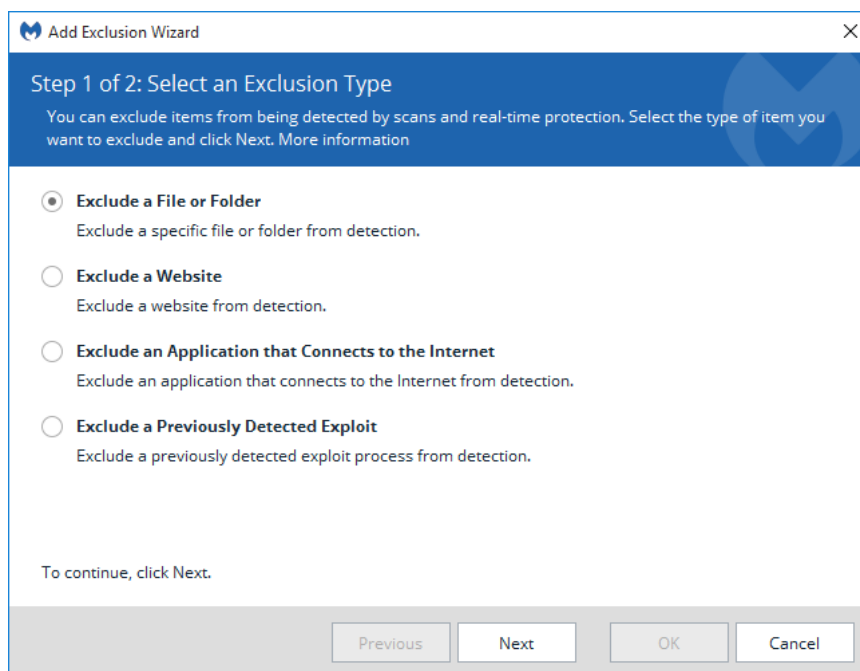 Add Exclusion Wizard
Step 1 of 2: Select an Exclusion Type
You can exclude items from being detected by scans and real-time protection. Select the type of item you
want to exclude and click Next. More information
Exclude a File or Folder
Exclude a specific file or folder from detection.
Exclude a Website
Exclude a website from detection.
Exclude an Application that Connects to the Internet
Exclude an application that connects to the Internet from detection.
Exclude a Previously Detected Exploit
Exclude a previously detected exploit process from detection.
To continue, click Next.
Previous Next OK Cancel